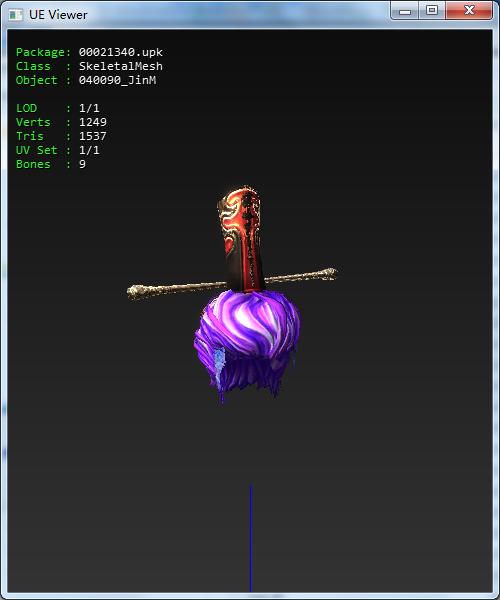 UE Viewer
Package: 00021340.upk
Class  : SkeletalMesh
Object : 040090_JinM
LOD    : 1/1
Verts  : 1249
Tris   : 1537
UV Set : 1/1
Bones  : 9